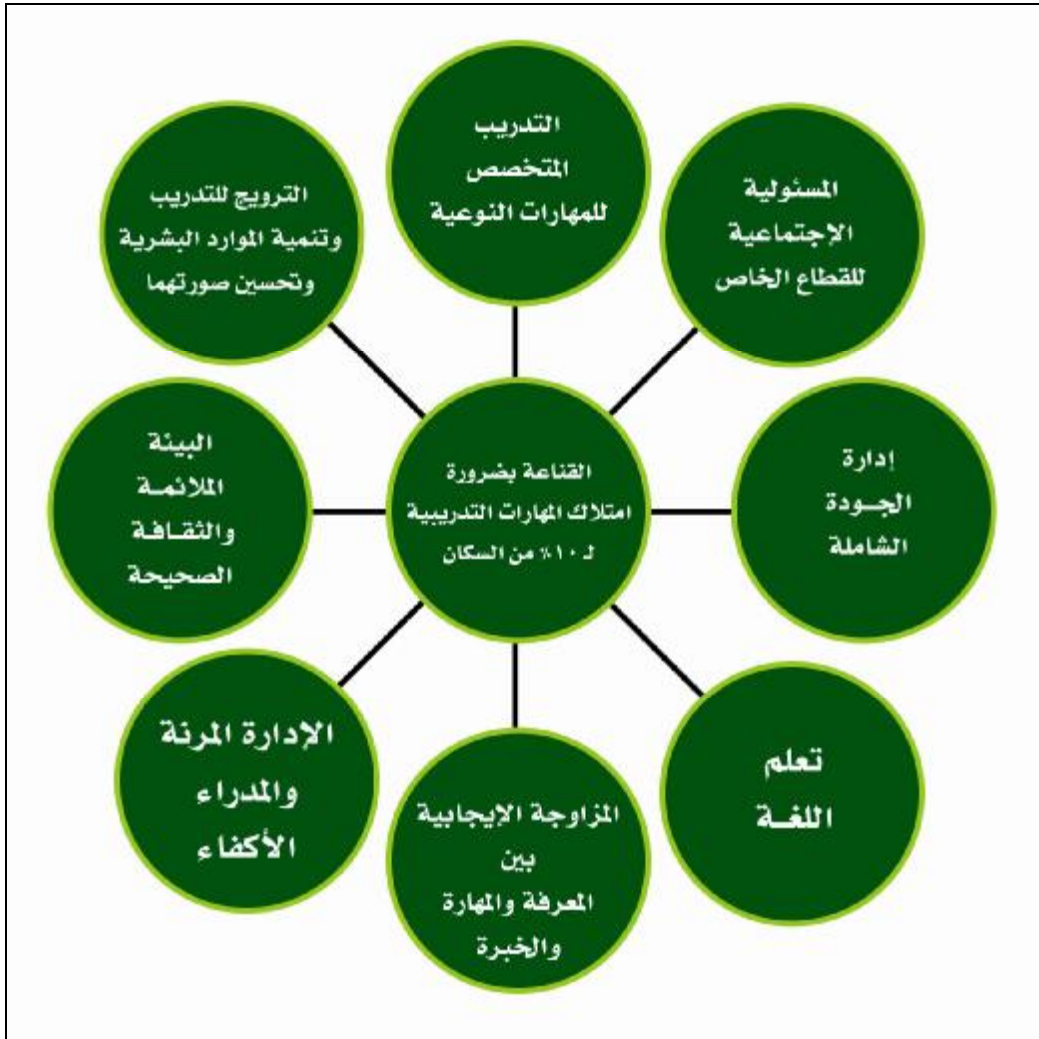 التدريب
المتخصص
للمهارات النوعية
المسئولية
الإجتماعية
للقطاع الخاص
إدارة
الجـودة
الشاملة
تعلم
اللغـة
المزاوجة الإيجابية
بين
المعرفة والمهارة
والخبرة
الإدارة المرنة
والمدراء
الأكفاء
البيئة
الملائمـة
والثقـافة
الصحيحة
الترويج للتدريب
وتنمية الموارد البشرية
وتحسين صورتهما
القناعة بضرورة
امتلاك المهارات التدريبية
لـ ١٠٪ من السكان